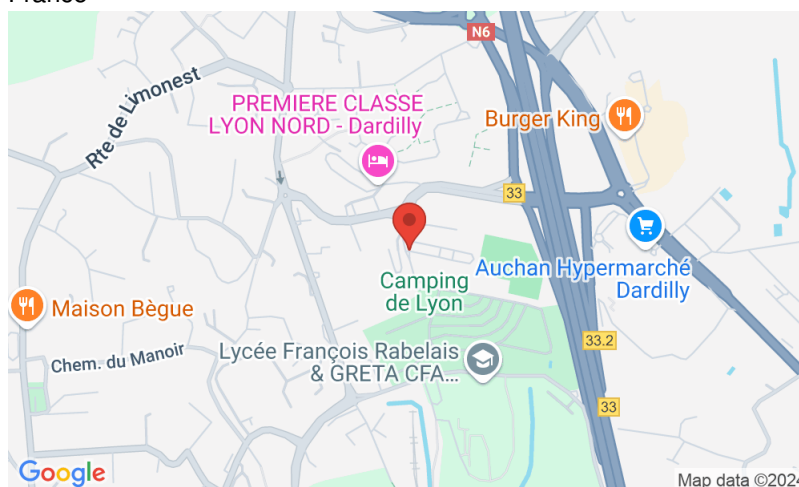 N6
Rte de Limonest
PREMIERE CLASSE
LYON NORD - Dardilly
Burger King
33
Auchan Hypermarché
Dardilly
Camping
de Lyon
Maison Bègue
33.2
Chem. du Manoir
Lycée François Rabelais
& GRETA CFA...
33
Google
Map data ©2024